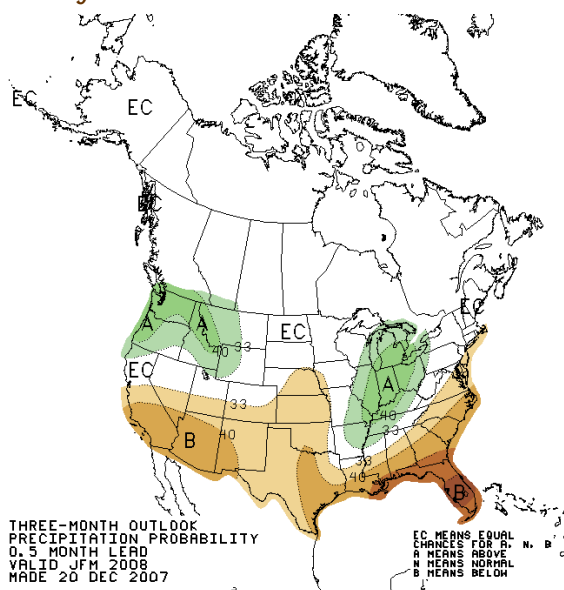 EC
EC
EC
EC
A
A
EC
40
33
EC
A
33
40
B
40
33
33
40
B
THREE-MONTH OUTLOOK
PRECIPITATION PROBABILITY
0.5 MONTH LEAD
VALID JFM 2008
MADE 20 DEC 2007
EC MEANS EQUAL
CHANCES FOR A, N, B
A MEANS ABOVE
N MEANS NORMAL
B MEANS BELOW